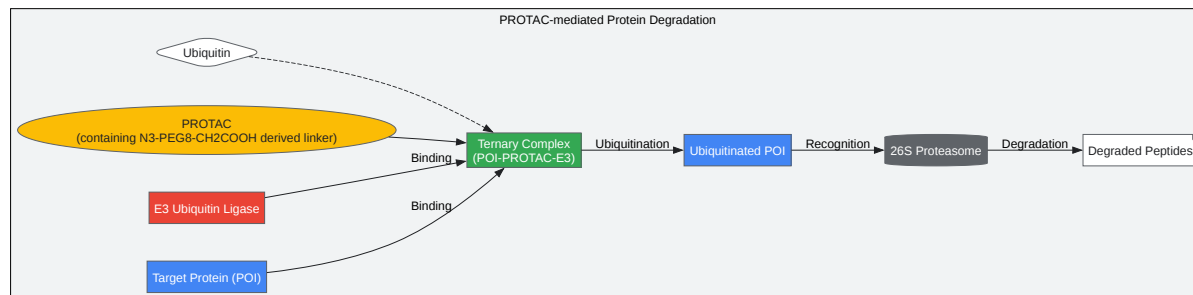 PROTAC-mediated Protein Degradation
Ubiquitin
PROTAC
(containing N3-PEG8-CH2COOH derived linker)
Binding
E3 Ubiquitin Ligase
Binding
Target Protein (POI)
Ternary Complex
(POI-PROTAC-E3)
Ubiquitination
Ubiquitinated POI
Recognition
26S Proteasome
Degradation
Degraded Peptides